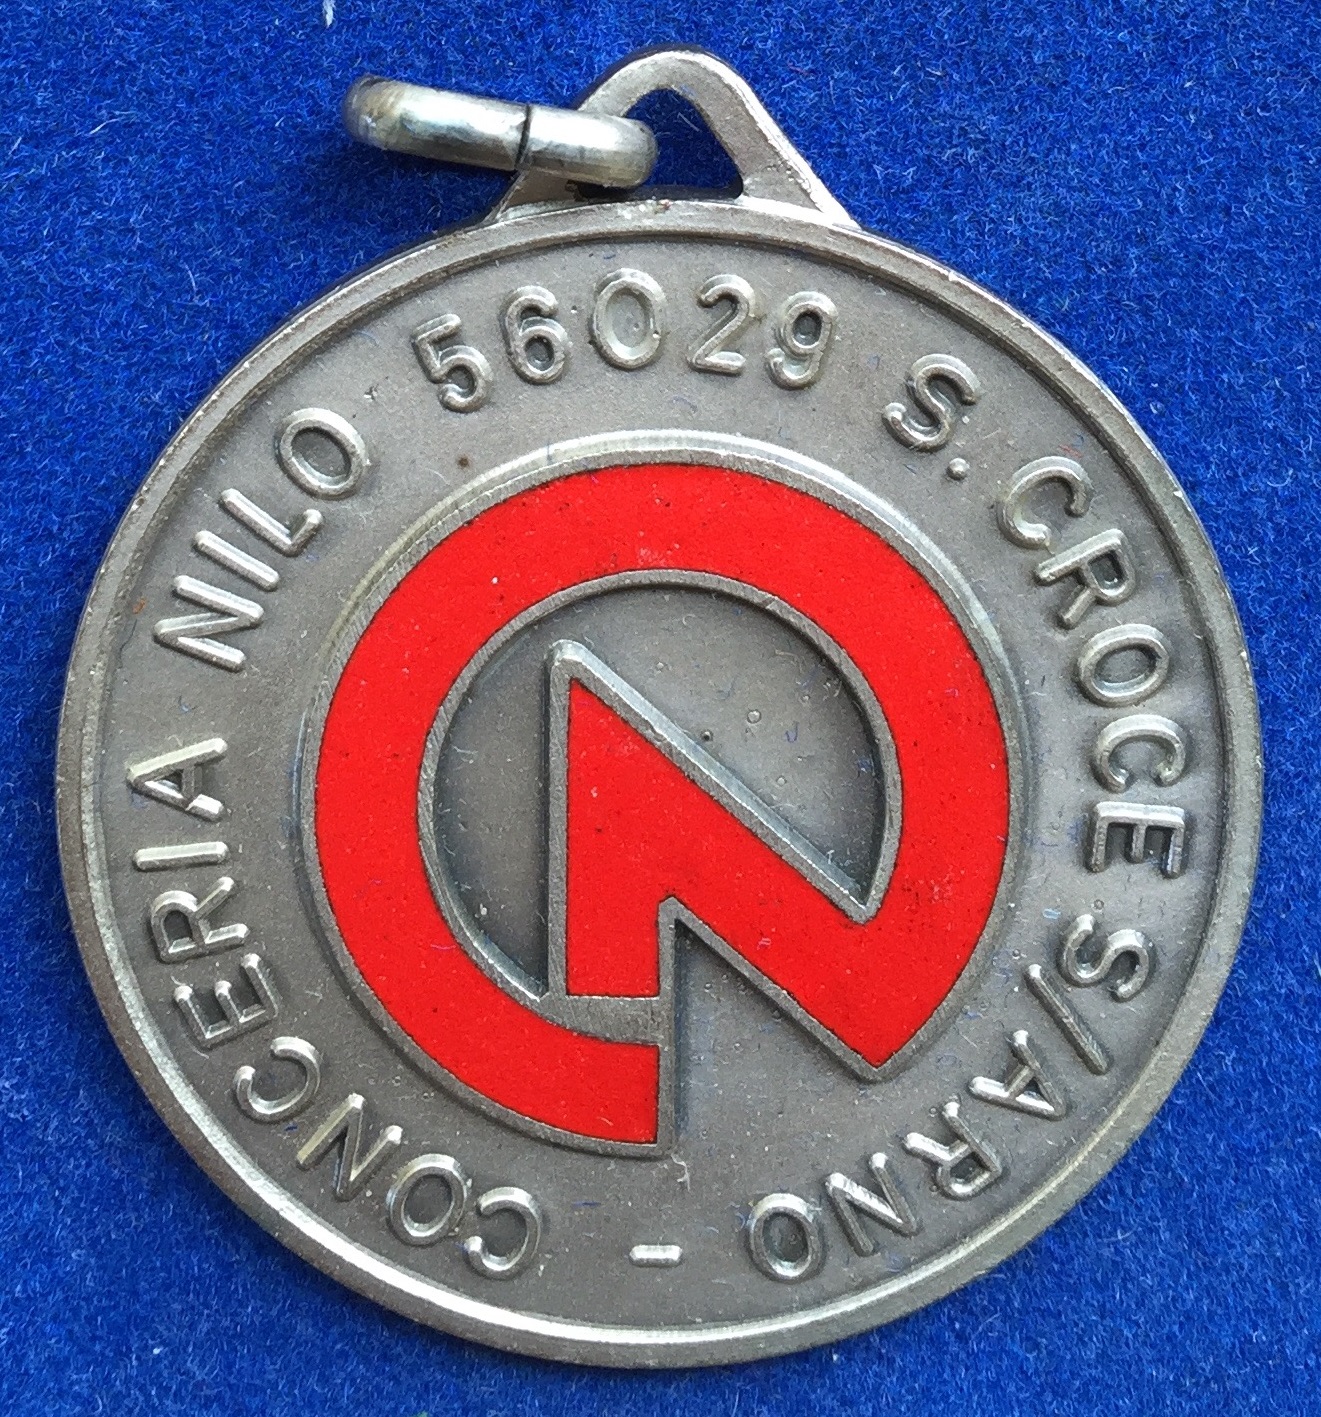 CONCERIA NILO 56029 S. CROCE S/ARNO -